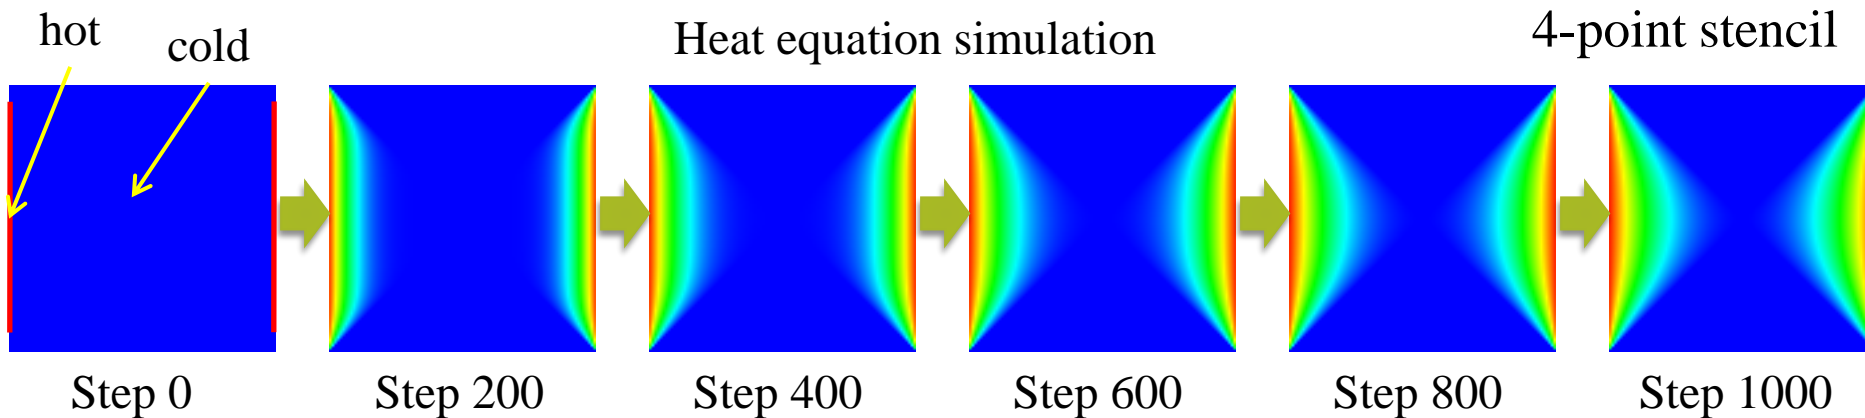 hot
cold
Heat equation simulation
4-point stencil
Step 0
Step 200
Step 400
Step 600
Step 800
Step 1000